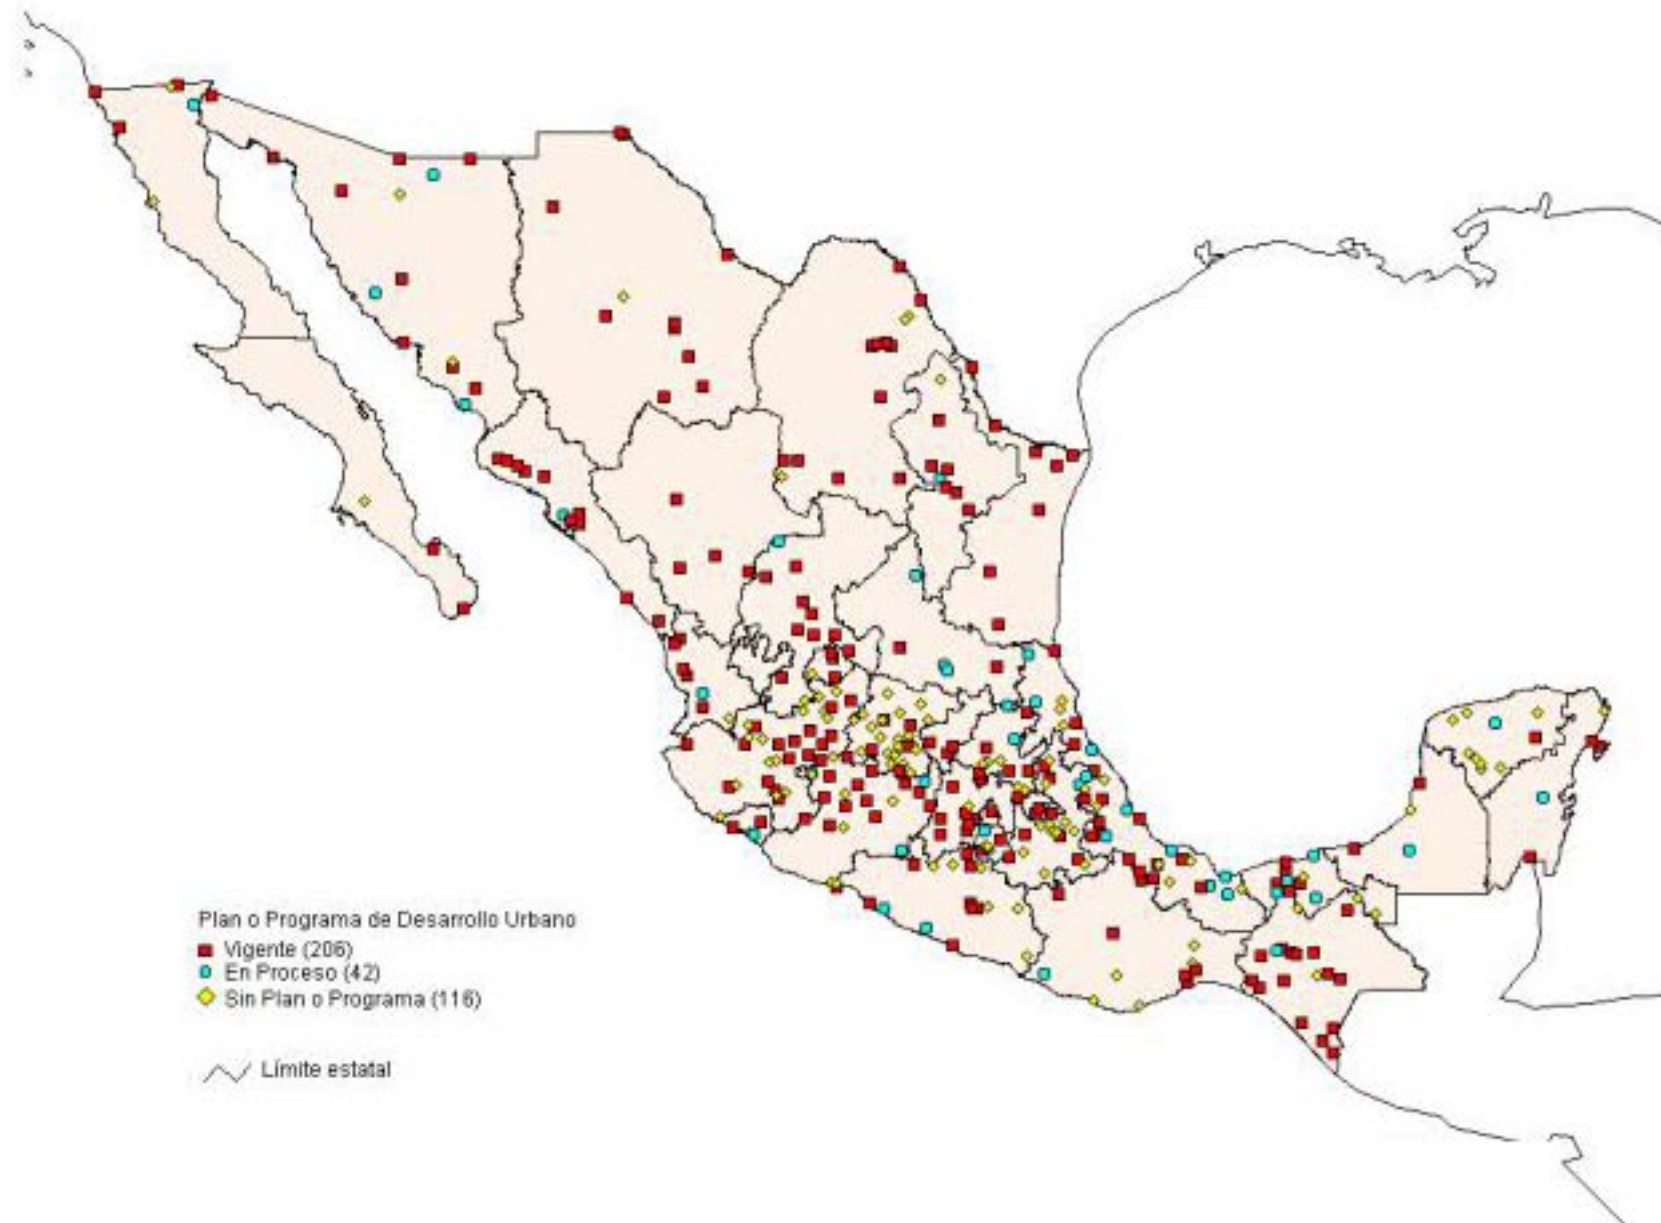 Plan o Programa de Desarrollo Urbano
Vigente (206)
En Proceso (42)
Sin Plan o Programa (116)
Límite estatal